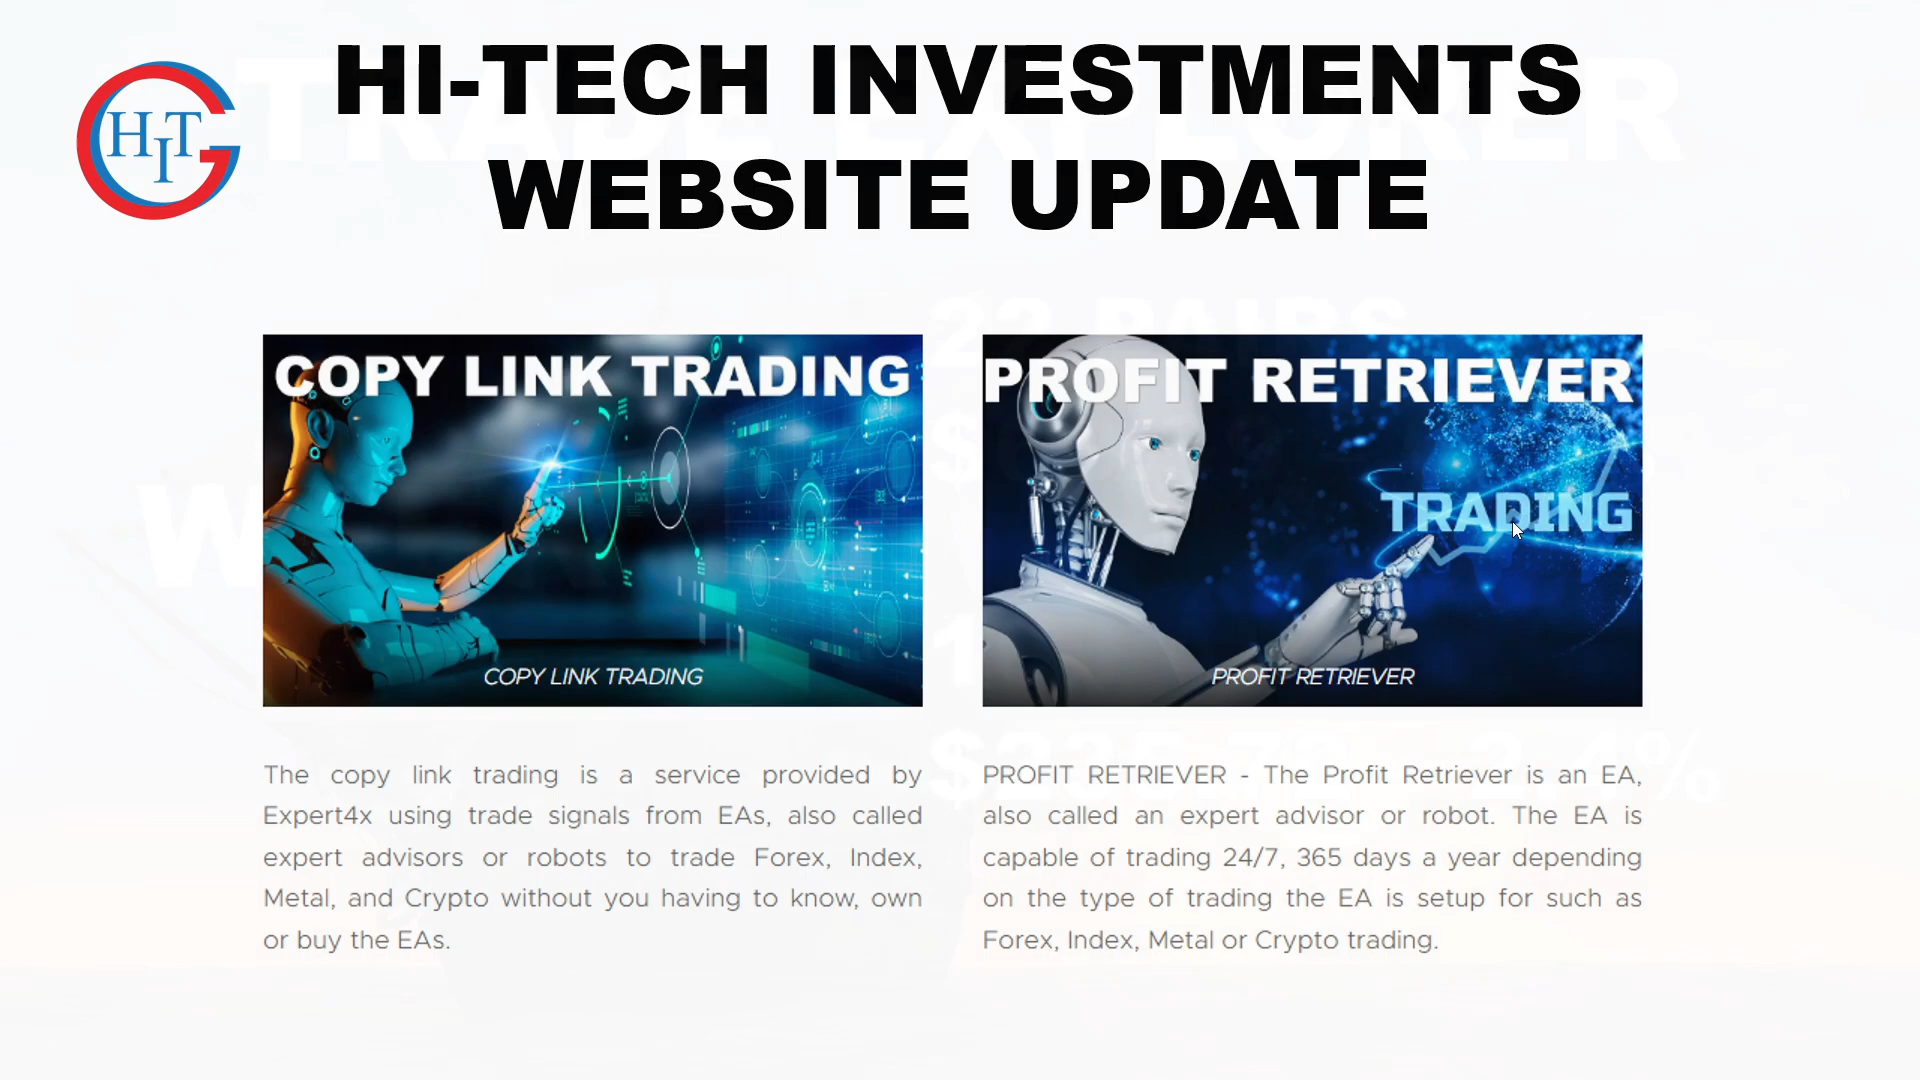 HI-TECH INVESTMENTS
WEBSITE UPDATE
HIT
COPY LINK TRADING
COPY LINK TRADING
The copy link trading is a service provided by
Expert4x using trade signals from EAs, also called
expert advisors or robots to trade Forex, Index,
Metal, and Crypto without you having to know, own
or buy the EAs.
PROFIT RETRIEVER
TRADING
PROFIT RETRIEVER
PROFIT RETRIEVER - The Profit Retriever is an EA,
also called an expert advisor or robot. The EA is
capable of trading 24/7, 365 days a year depending
on the type of trading the EA is setup for such as
Forex, Index, Metal or Crypto trading.
TRADE EXPLORER
22 PAIRS